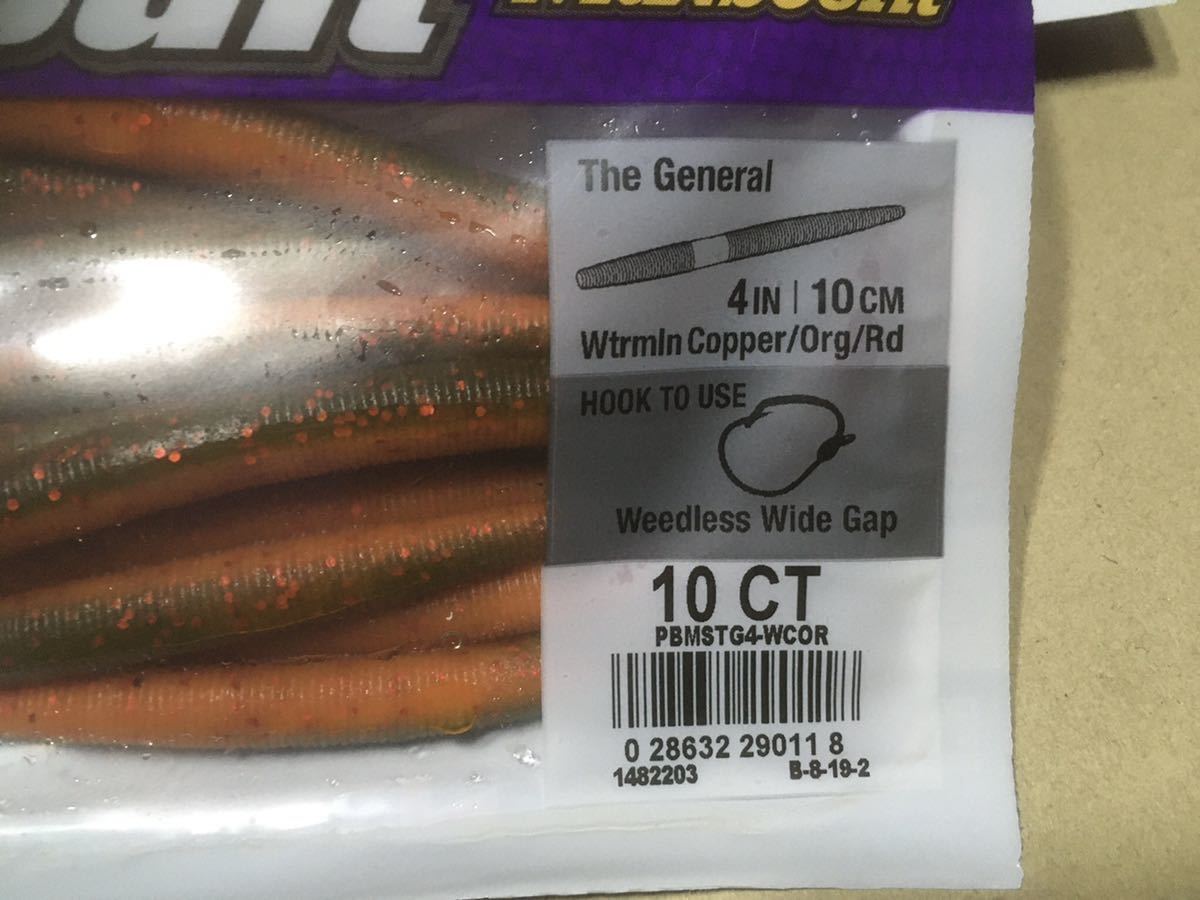 The General
4IN | 10CM
Wtrmln Copper/Org/Rd
HOOK TO USE
Weedless Wide Gap
10 CT
PBMSTG4-WCOR
0 28632 29011 8
1482203 B-8-19-2